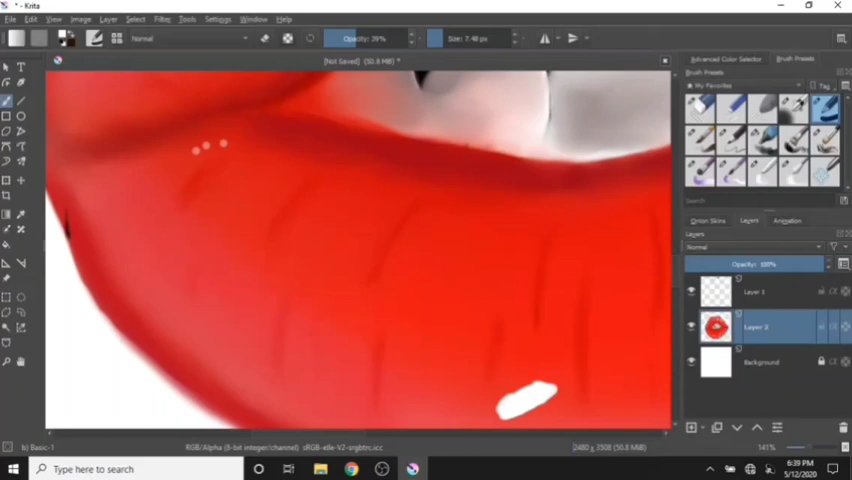 * - Krita
File Edit View Image Layer Select Filter Tools Settings Window Help
Normal Opacity: 39% Size: 7.48 px
[Not Saved] (50.8 MiB) *
Advanced Color Selector Brush Presets
Brush Presets
My Favorites Tag
Search
Onion Skins Layers Animation
Layers
Normal
Opacity: 100%
Layer 1
Layer 2
Background
b) Basic-1 RGB/Alpha (8-bit integer/channel) sRGB-elle-V2-srgbtrc.icc 2480 x 3508 (50.8 MiB) 141%
Type here to search
6:39 PM
5/12/2020